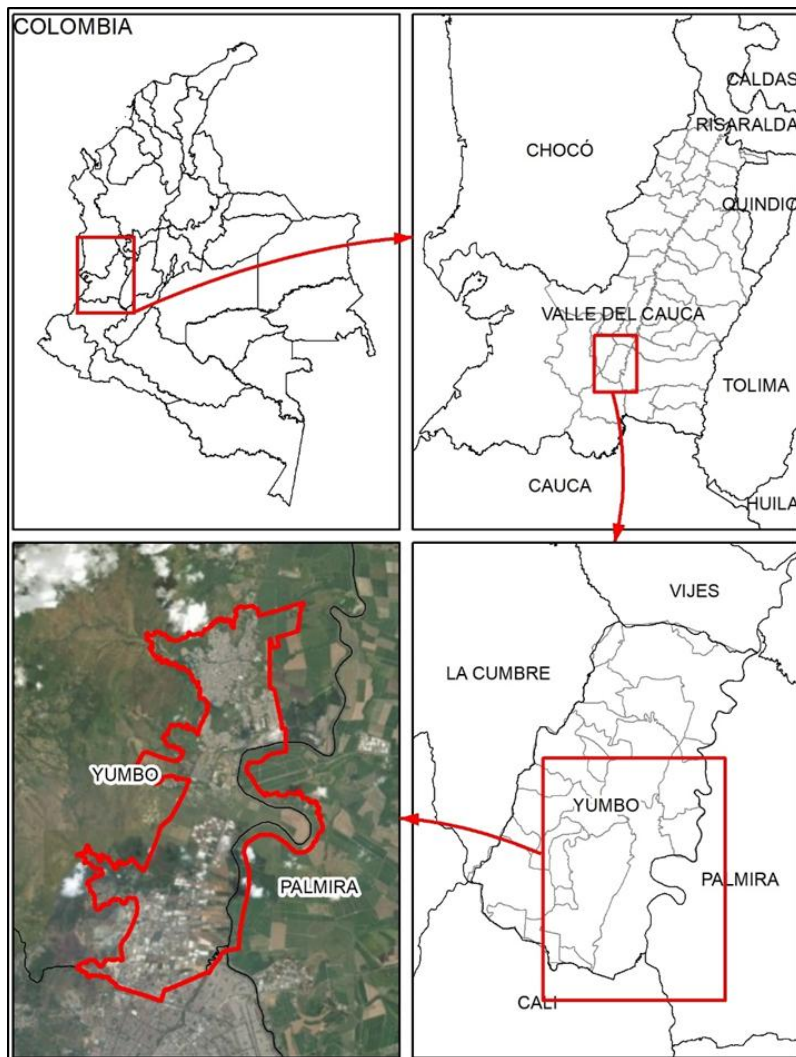 COLOMBIA
CALDAS
RISARALDA
CHOCÓ
QUINDIO
VALLE DEL CAUCA
TOLIMA
CAUCA
HUILA
YUMBO
PALMIRA
VIJES
LA CUMBRE
YUMBO
PALMIRA
CALI